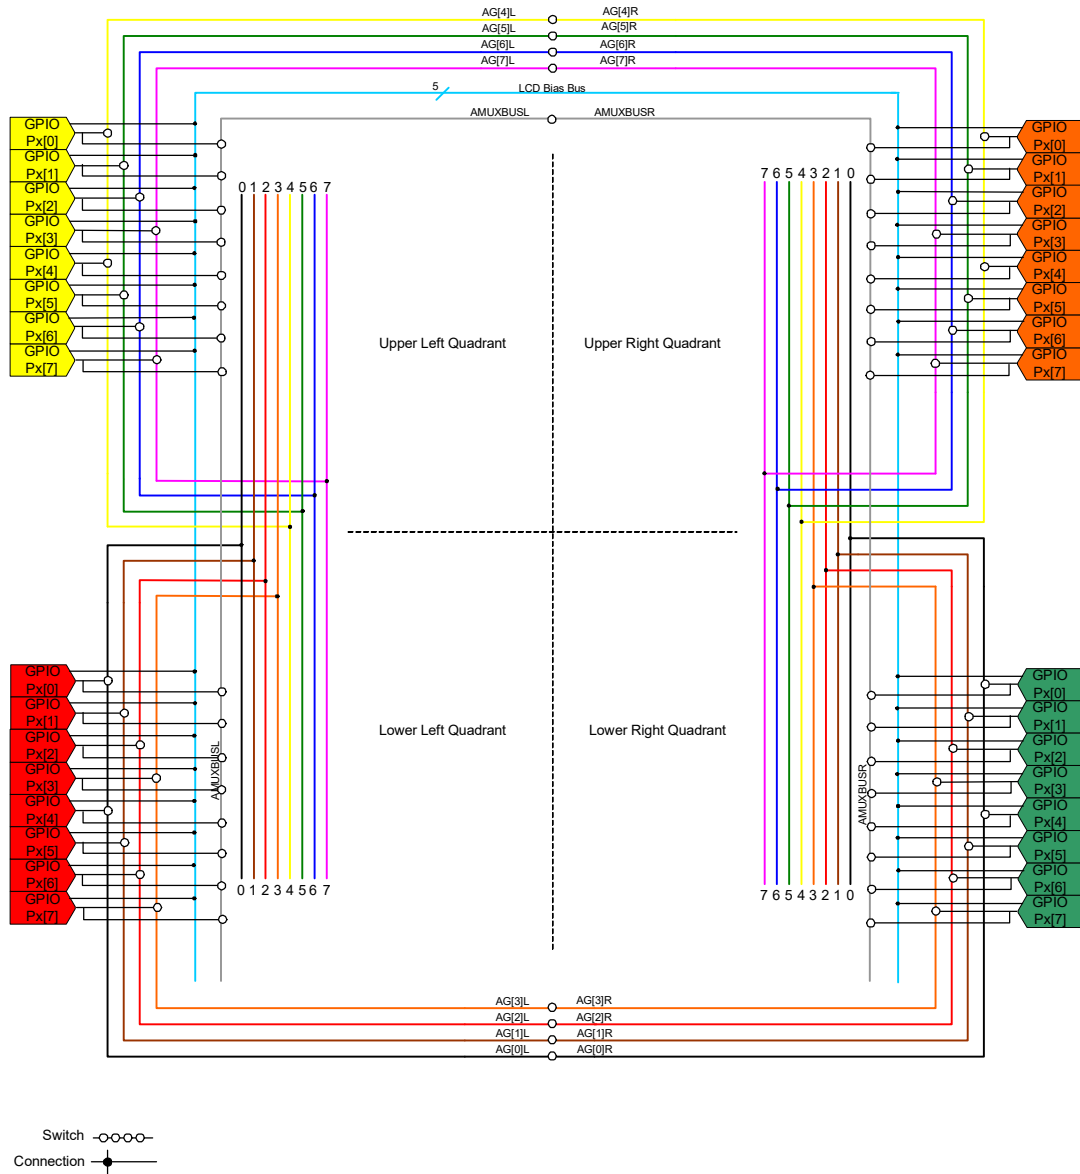 AG[4]L AG[4]R
AG[5]L AG[5]R
AG[6]L AG[6]R
AG[7]L AG[7]R
5 LCD Bias Bus
AMUXBUSL AMUXBUSR
GPIO
Px[0]
GPIO
Px[1]
GPIO
Px[2]
GPIO
Px[3]
GPIO
Px[4]
GPIO
Px[5]
GPIO
Px[6]
GPIO
Px[7]
0 1 2 3 4 5 6 7
7 6 5 4 3 2 1 0
GPIO
Px[0]
GPIO
Px[1]
GPIO
Px[2]
GPIO
Px[3]
GPIO
Px[4]
GPIO
Px[5]
GPIO
Px[6]
GPIO
Px[7]
Upper Left Quadrant Upper Right Quadrant
GPIO
Px[0]
GPIO
Px[1]
GPIO
Px[2]
GPIO
Px[3]
GPIO
Px[4]
GPIO
Px[5]
GPIO
Px[6]
GPIO
Px[7]
AMUXBUSL
Lower Left Quadrant Lower Right Quadrant
AMUXBUSR
GPIO
Px[0]
GPIO
Px[1]
GPIO
Px[2]
GPIO
Px[3]
GPIO
Px[4]
GPIO
Px[5]
GPIO
Px[6]
GPIO
Px[7]
0 1 2 3 4 5 6 7
7 6 5 4 3 2 1 0
AG[3]L AG[3]R
AG[2]L AG[2]R
AG[1]L AG[1]R
AG[0]L AG[0]R
Switch
Connection